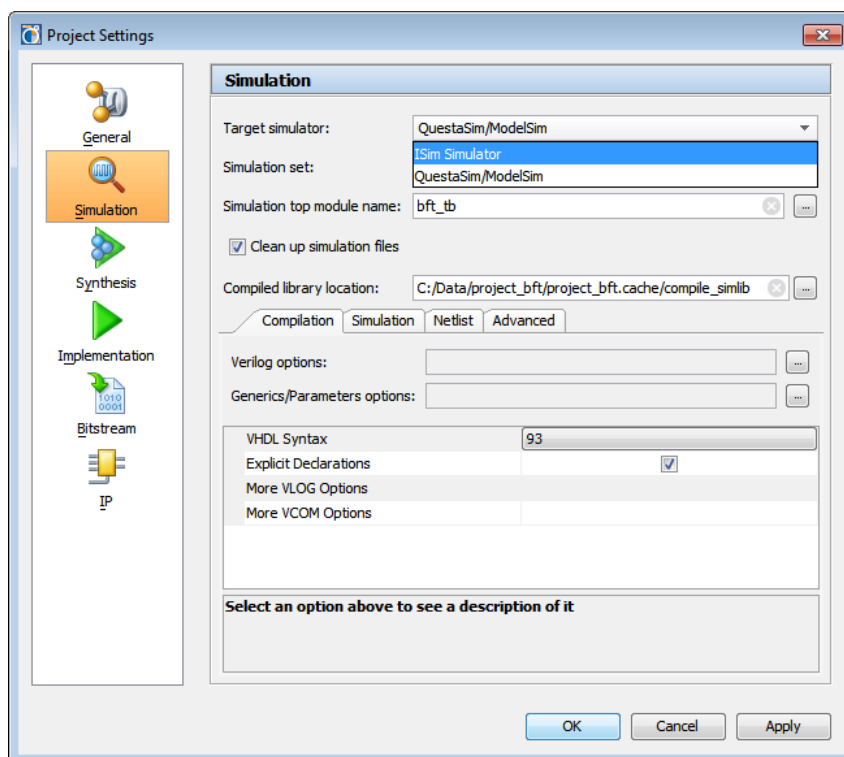 Project Settings
General
Simulation
Synthesis
Implementation
1010
0001
Bitstream
IP
Simulation
Target simulator: QuestaSim/ModelSim
ISim Simulator
Simulation set:
QuestaSim/ModelSim
Simulation top module name: bft_tb ...
Clean up simulation files
Compiled library location: C:/Data/project_bft/project_bft.cache/compile_simlib ...
Compilation Simulation Netlist Advanced
Verilog options: ...
Generics/Parameters options: ...
VHDL Syntax 93
Explicit Declarations
More VLOG Options
More VCOM Options
Select an option above to see a description of it
OK Cancel Apply